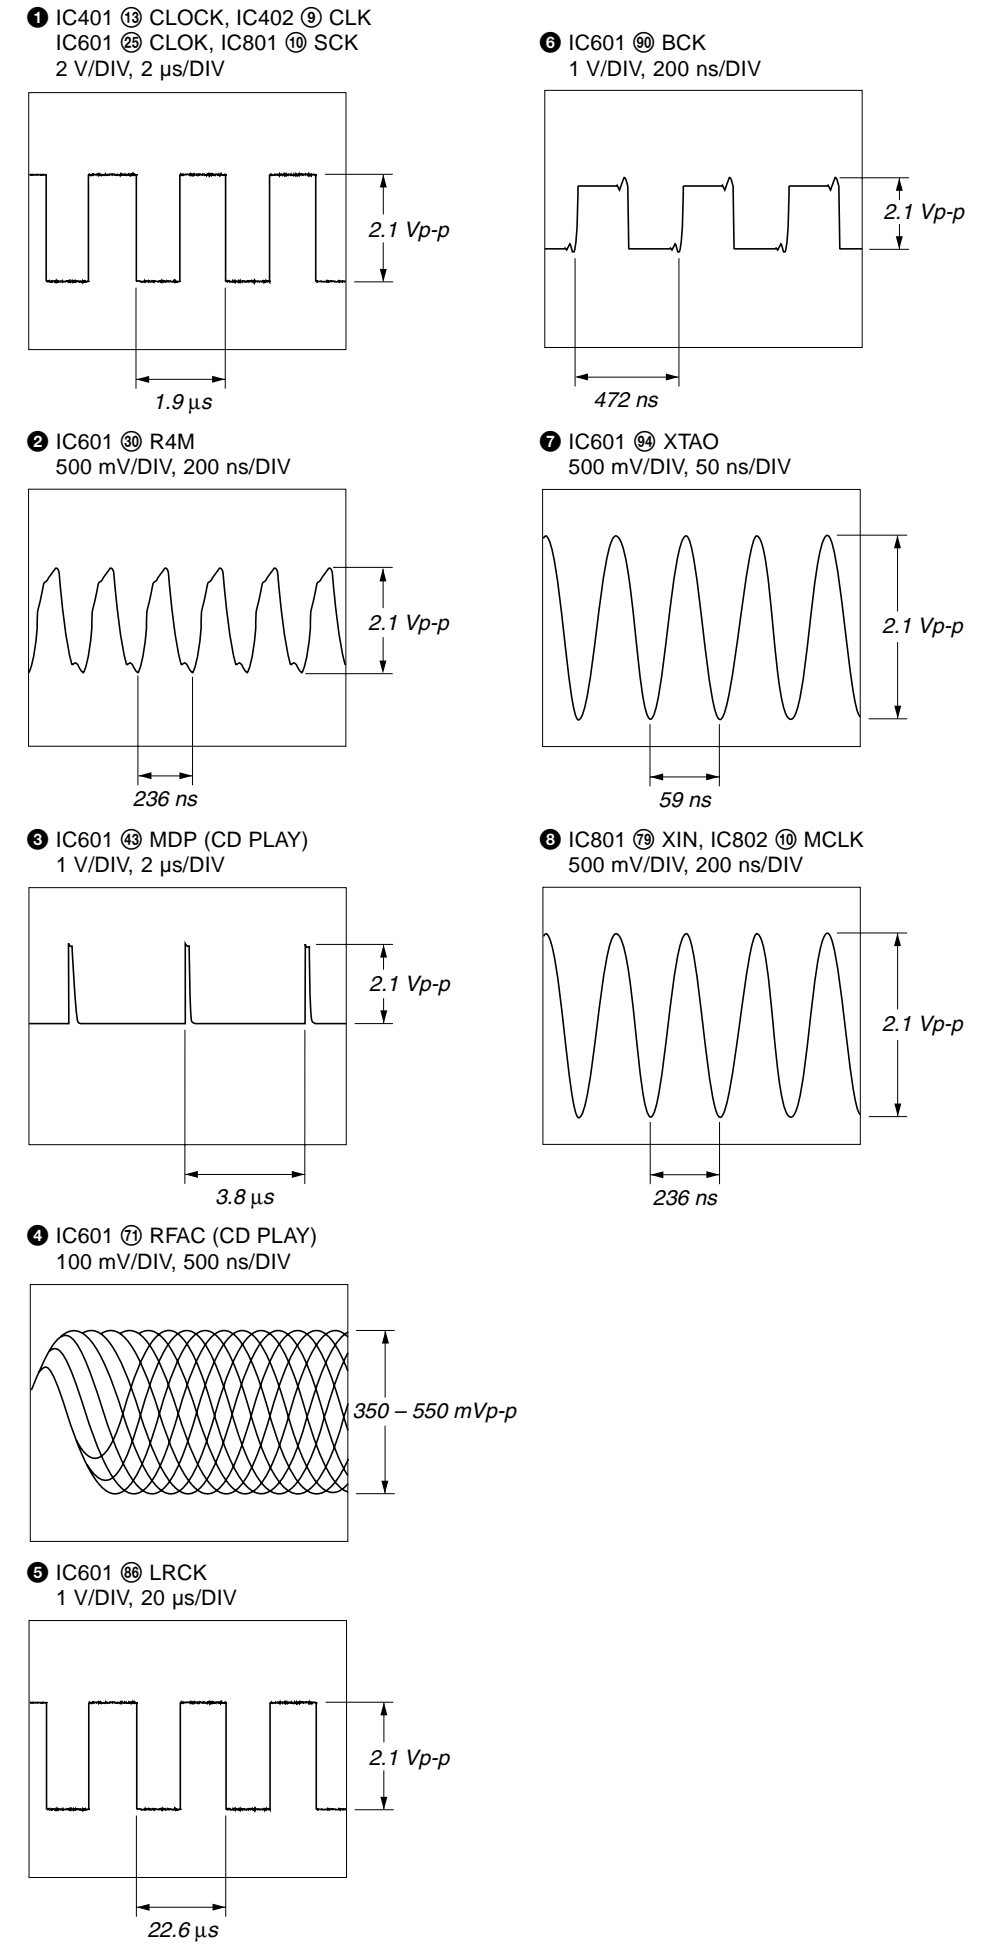 ❶ IC401 ⑬ CLOCK, IC402 ⑨ CLK
IC601 ㉕ CLOK, IC801 ⑩ SCK
2 V/DIV, 2 µs/DIV
2.1 Vp-p
1.9 µs
❷ IC601 ㉚ R4M
500 mV/DIV, 200 ns/DIV
2.1 Vp-p
236 ns
❸ IC601 ㊸ MDP (CD PLAY)
1 V/DIV, 2 µs/DIV
2.1 Vp-p
3.8 µs
❹ IC601 (71) RFAC (CD PLAY)
100 mV/DIV, 500 ns/DIV
350 – 550 mVp-p
❺ IC601 (86) LRCK
1 V/DIV, 20 µs/DIV
2.1 Vp-p
22.6 µs
❻ IC601 (90) BCK
1 V/DIV, 200 ns/DIV
2.1 Vp-p
472 ns
❼ IC601 (94) XTAO
500 mV/DIV, 50 ns/DIV
2.1 Vp-p
59 ns
❽ IC801 (79) XIN, IC802 ⑩ MCLK
500 mV/DIV, 200 ns/DIV
2.1 Vp-p
236 ns